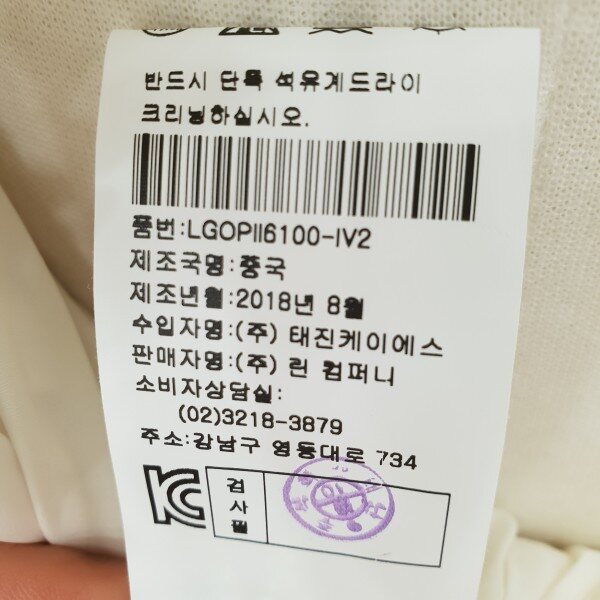 반드시 단독 석유계드라이
크리닝하십시오.
품번:LGOPII6100-IV2
제조국명:중국
제조년월:2018년 8월
수입자명:(주) 태진케이에스
판매자명:(주) 린 컴퍼니
소비자상담실:
(02)3218-3879
주소:강남구 영동대로 734
검사필